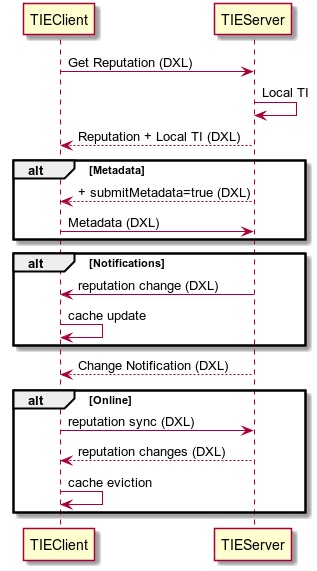 TIEClient TIEServer
Get Reputation (DXL)
Local TI
Reputation + Local TI (DXL)
alt [Metadata]
+ submitMetadata=true (DXL)
Metadata (DXL)
alt [Notifications]
reputation change (DXL)
cache update
Change Notification (DXL)
alt [Online]
reputation sync (DXL)
reputation changes (DXL)
cache eviction
TIEClient TIEServer